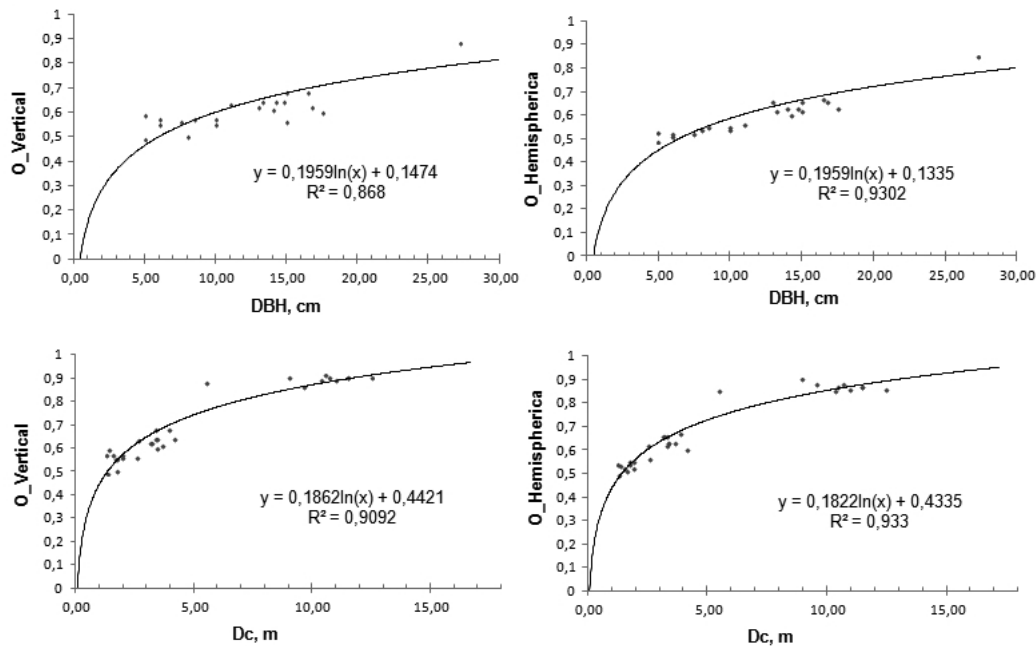 1
0,9
0,8
0,7
0,6
0,5
0,4
0,3
0,2
0,1
0
O_Vertical
y = 0,1959ln(x) + 0,1474
R² = 0,868
0,00 5,00 10,00 15,00 20,00 25,00 30,00
DBH, cm
1
0,9
0,8
0,7
0,6
0,5
0,4
0,3
0,2
0,1
0
O_Hemispherica
y = 0,1959ln(x) + 0,1335
R² = 0,9302
0,00 5,00 10,00 15,00 20,00 25,00 30,00
DBH, cm
1
0,9
0,8
0,7
0,6
0,5
0,4
0,3
0,2
0,1
0
O_Vertical
y = 0,1862ln(x) + 0,4421
R² = 0,9092
0,00 5,00 10,00 15,00
Dc, m
1
0,9
0,8
0,7
0,6
0,5
0,4
0,3
0,2
0,1
0
O_Hemispherica
y = 0,1822ln(x) + 0,4335
R² = 0,933
0,00 5,00 10,00 15,00
Dc, m